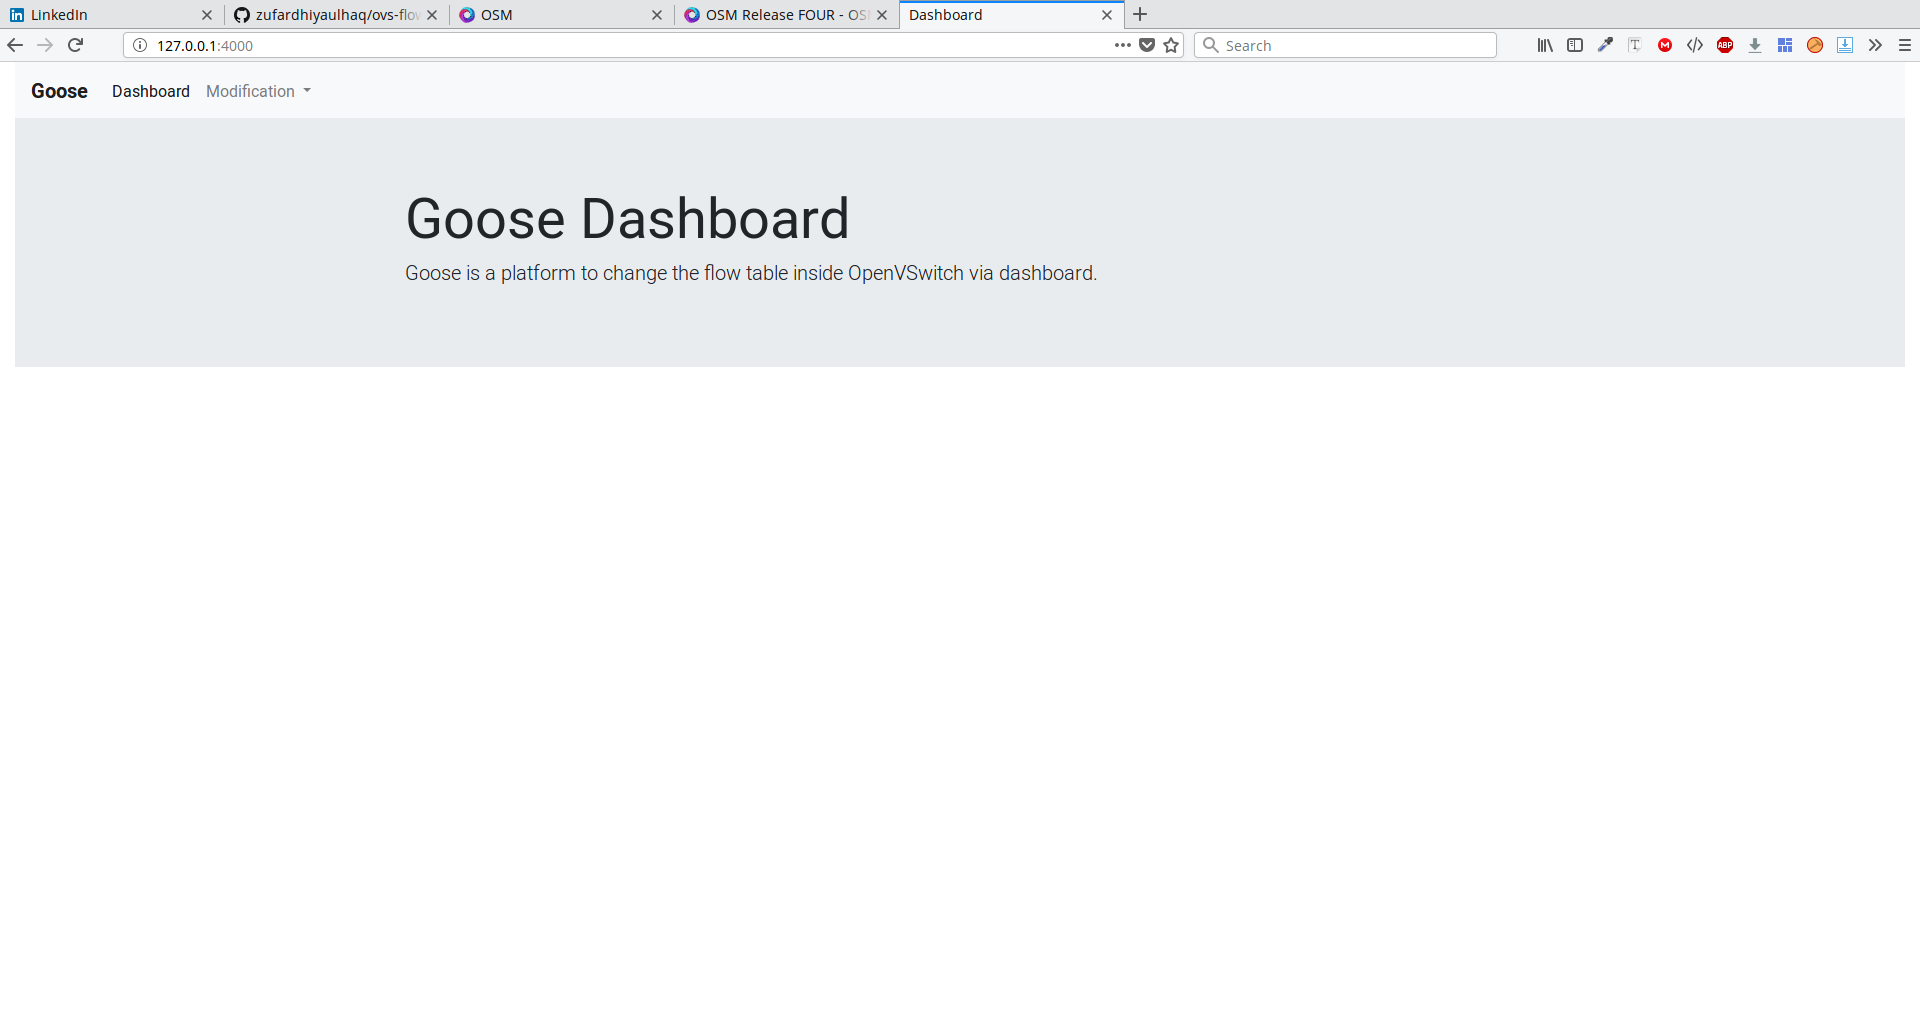 LinkedIn
zufardhiyaulhaq/ovs-flo
OSM
OSM Release FOUR - OS
Dashboard
127.0.0.1:4000
Search
ABP
Goose Dashboard Modification
Goose Dashboard
Goose is a platform to change the flow table inside OpenVSwitch via dashboard.